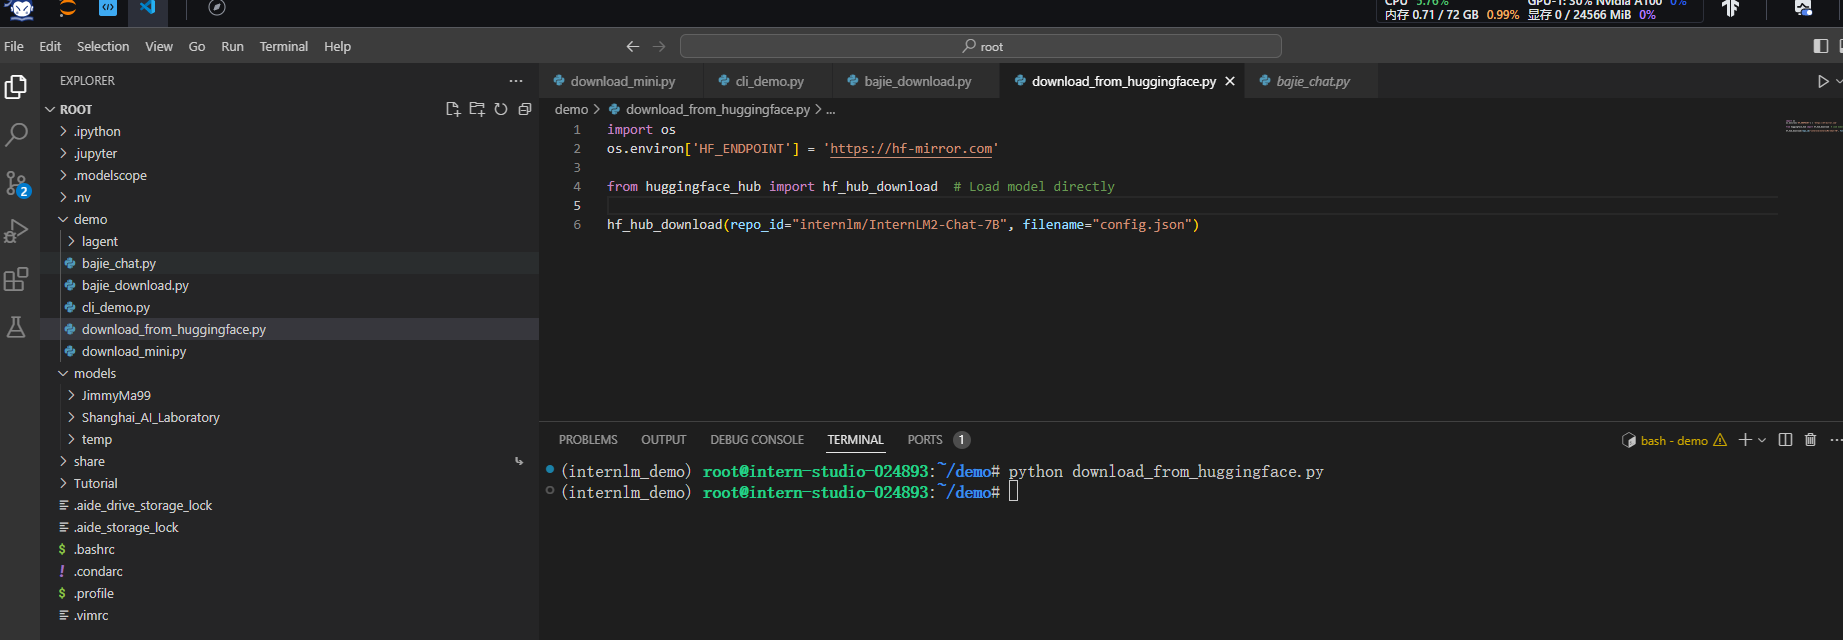 CPU 5.76% GPU-1: 30% Nvidia A100 0%
内存 0.71 / 72 GB 0.99% 显存 0 / 24566 MiB 0%
File Edit Selection View Go Run Terminal Help
root
EXPLORER
ROOT
.ipython
.jupyter
.modelscope
2
.nv
demo
lagent
bajie_chat.py
bajie_download.py
cli_demo.py
download_from_huggingface.py
download_mini.py
models
JimmyMa99
Shanghai_AI_Laboratory
temp
share
Tutorial
.aide_drive_storage_lock
.aide_storage_lock
$ .bashrc
! .condarc
$ .profile
.vimrc
download_mini.py cli_demo.py bajie_download.py download_from_huggingface.py bajie_chat.py
demo > download_from_huggingface.py > ...
1 import os
2 os.environ['HF_ENDPOINT'] = 'https://hf-mirror.com'
3
4 from huggingface_hub import hf_hub_download # Load model directly
5
6 hf_hub_download(repo_id="internlm/InternLM2-Chat-7B", filename="config.json")
PROBLEMS OUTPUT DEBUG CONSOLE TERMINAL PORTS 1
bash - demo
(internlm_demo) root@intern-studio-024893:~/demo# python download_from_huggingface.py
(internlm_demo) root@intern-studio-024893:~/demo#